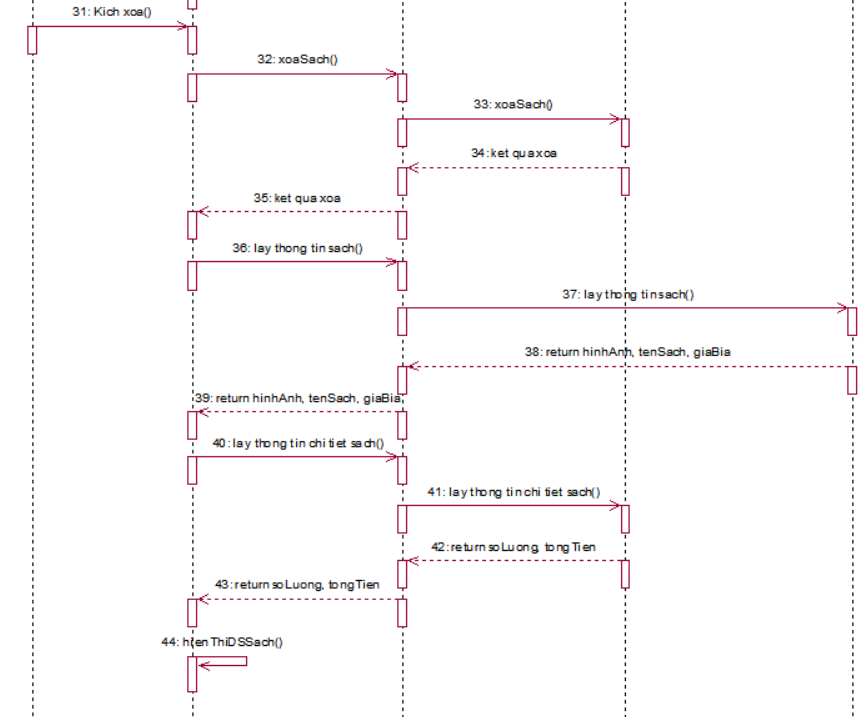 31: Kich xoa()
32: xoaSach()
33: xoaSach()
34: ket qua xoa
35: ket qua xoa
36: lay thong tin sach()
37: lay thong tin sach()
38: return hinhAnh, tenSach, giaBia
39: return hinhAnh, tenSach, giaBia
40: lay thong tin chi tiet sach()
41: lay thong tin chi tiet sach()
42: return soLuong, tongTien
43: return soLuong, tongTien
44: hienThiDSSach()